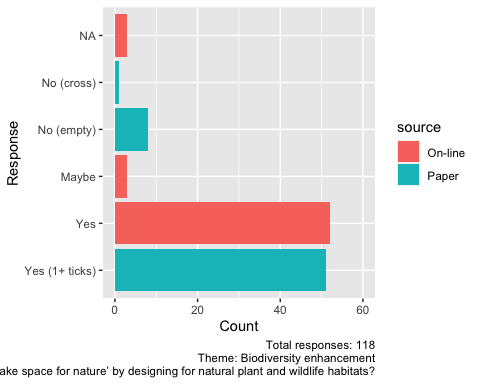 NA
No (cross)
No (empty)
Maybe
Yes
Yes (1+ ticks)
Response
0 20 40 60
Count
source
On-line
Paper
Total responses: 118
Theme: Biodiversity enhancement
space for nature' by designing for natural plant and wildlife habitats?